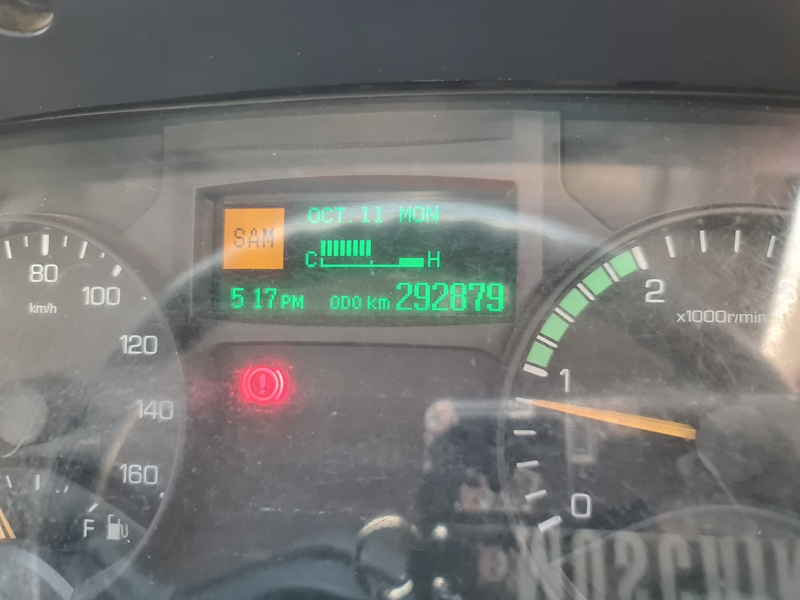 OCT. 11 MON
SAM
C H
5 17 PM ODO km 292879
80
km/h
100
120
140
160
F
2
x1000r/min
1
0
MOSCHIN